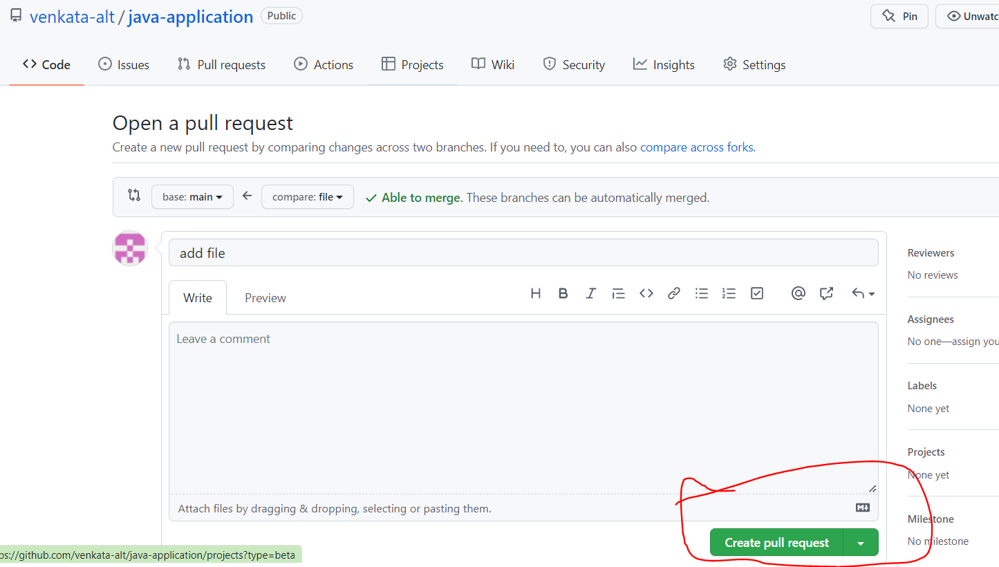 venkata-alt / java-application Public Pin Unwatc
Code Issues Pull requests Actions Projects Wiki Security Insights Settings
Open a pull request
Create a new pull request by comparing changes across two branches. If you need to, you can also compare across forks.
base: main compare: file Able to merge. These branches can be automatically merged.
add file
Write Preview
Leave a comment
Attach files by dragging & dropping, selecting or pasting them.
Create pull request
Reviewers
No reviews
Assignees
No one—assign you
Labels
None yet
Projects
None yet
Milestone
No milestone
ps://github.com/venkata-alt/java-application/projects?type=beta